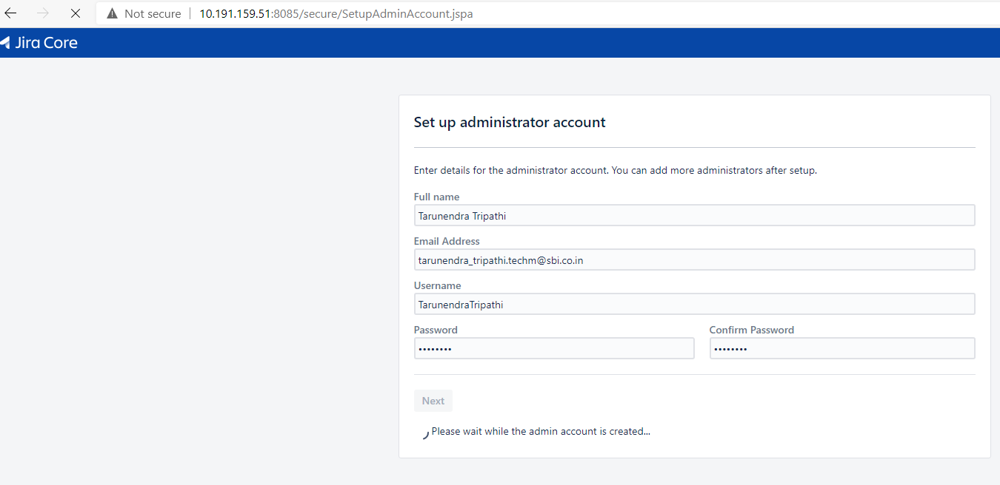 Not secure 10.191.159.51:8085/secure/SetupAdminAccount.jspa
Jira Core
Set up administrator account
Enter details for the administrator account. You can add more administrators after setup.
Full name
Tarunendra Tripathi
Email Address
tarunendra_tripathi.techm@sbi.co.in
Username
TarunendraTripathi
Password Confirm Password
•••••••• ••••••••
Next
Please wait while the admin account is created...